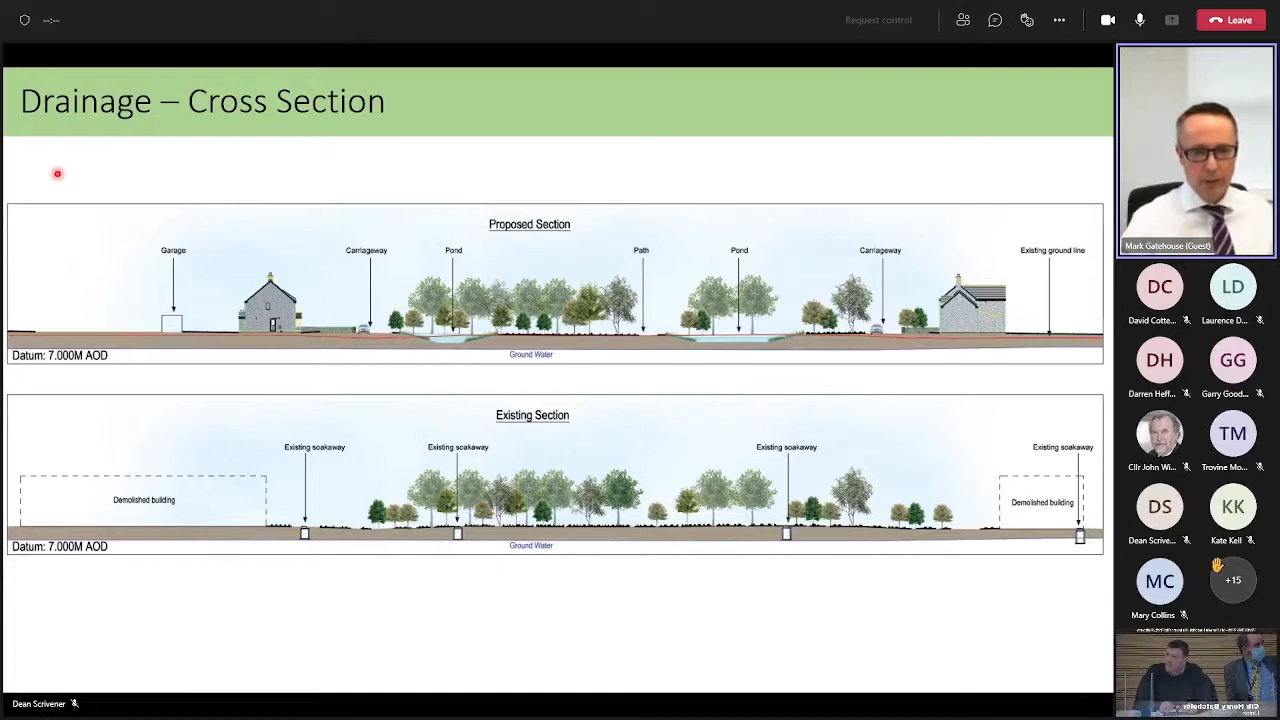 --:--
Request control
Leave
Drainage – Cross Section
Proposed Section
Garage
Carriageway
Pond
Path
Pond
Carriageway
Existing ground line
Datum: 7.000M AOD
Ground Water
Existing Section
Existing soakaway
Existing soakaway
Existing soakaway
Existing soakaway
Demolished building
Demolished building
Datum: 7.000M AOD
Ground Water
Dean Scrivener
Mark Gatehouse (Guest)
DC
LD
David Cotte...
Laurence D...
DH
GG
Darren Heff...
Garry Good...
TM
Cllr John Wi...
Trovine Mo...
DS
KK
Dean Scrive...
Kate Kell
MC
+15
Mary Collins
Cllr Henry Batchelor